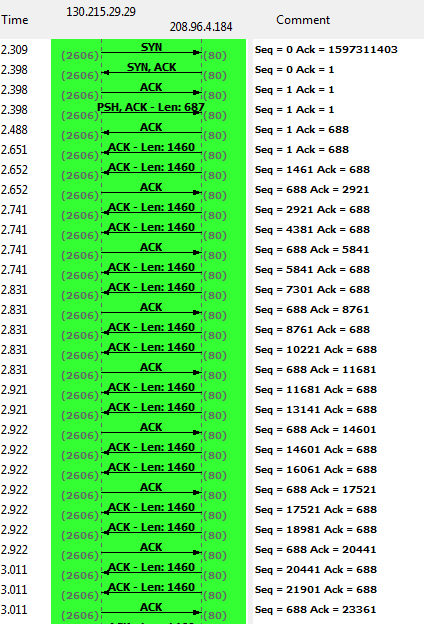 Time 130.215.29.29 208.96.4.184 Comment
2.309 (2606) SYN (80) Seq = 0 Ack = 1597311403
2.398 (2606) SYN, ACK (80) Seq = 0 Ack = 1
2.398 (2606) ACK (80) Seq = 1 Ack = 1
2.398 (2606) PSH, ACK - Len: 687 (80) Seq = 1 Ack = 1
2.488 (2606) ACK (80) Seq = 1 Ack = 688
2.651 (2606) ACK - Len: 1460 (80) Seq = 1 Ack = 688
2.652 (2606) ACK - Len: 1460 (80) Seq = 1461 Ack = 688
2.652 (2606) ACK (80) Seq = 688 Ack = 2921
2.741 (2606) ACK - Len: 1460 (80) Seq = 2921 Ack = 688
2.741 (2606) ACK - Len: 1460 (80) Seq = 4381 Ack = 688
2.741 (2606) ACK (80) Seq = 688 Ack = 5841
2.741 (2606) ACK - Len: 1460 (80) Seq = 5841 Ack = 688
2.831 (2606) ACK - Len: 1460 (80) Seq = 7301 Ack = 688
2.831 (2606) ACK (80) Seq = 688 Ack = 8761
2.831 (2606) ACK - Len: 1460 (80) Seq = 8761 Ack = 688
2.831 (2606) ACK - Len: 1460 (80) Seq = 10221 Ack = 688
2.831 (2606) ACK (80) Seq = 688 Ack = 11681
2.921 (2606) ACK - Len: 1460 (80) Seq = 11681 Ack = 688
2.921 (2606) ACK - Len: 1460 (80) Seq = 13141 Ack = 688
2.922 (2606) ACK (80) Seq = 688 Ack = 14601
2.922 (2606) ACK - Len: 1460 (80) Seq = 14601 Ack = 688
2.922 (2606) ACK - Len: 1460 (80) Seq = 16061 Ack = 688
2.922 (2606) ACK (80) Seq = 688 Ack = 17521
2.922 (2606) ACK - Len: 1460 (80) Seq = 17521 Ack = 688
2.922 (2606) ACK - Len: 1460 (80) Seq = 18981 Ack = 688
2.922 (2606) ACK (80) Seq = 688 Ack = 20441
3.011 (2606) ACK - Len: 1460 (80) Seq = 20441 Ack = 688
3.011 (2606) ACK - Len: 1460 (80) Seq = 21901 Ack = 688
3.011 (2606) ACK (80) Seq = 688 Ack = 23361